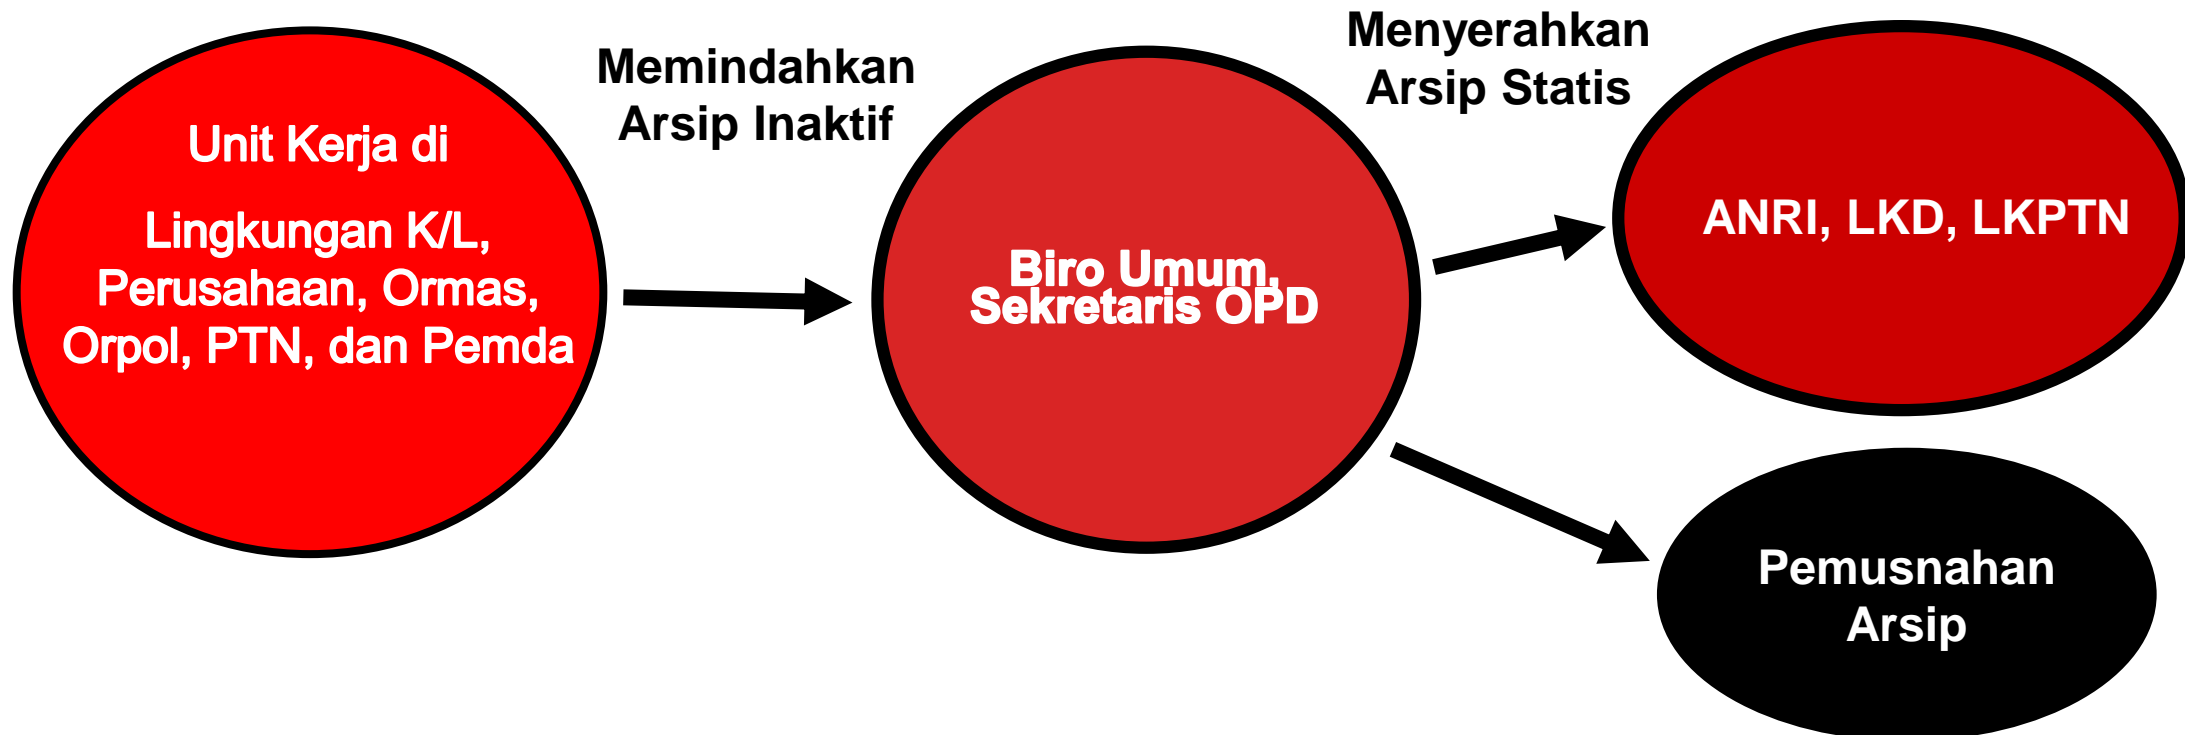 Unit Kerja di
Lingkungan K/L,
Perusahaan, Ormas,
Orpol, PTN, dan Pemda
Memindahkan
Arsip Inaktif
Biro Umum,
Sekretaris OPD
Menyerahkan
Arsip Statis
ANRI, LKD, LKPTN
Pemusnahan
Arsip